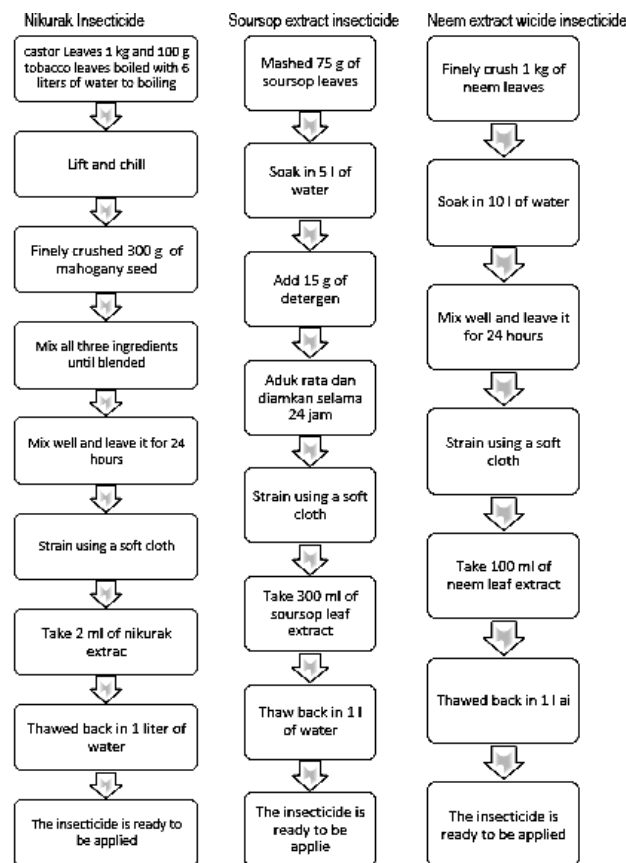 Nikurak Insecticide
castor Leaves 1 kg and 100 g
tobacco leaves boiled with 6
liters of water to boiling
Lift and chill
Finely crushed 300 g of
mahogany seed
Mix all three ingredients
until blended
Mix well and leave it for 24
hours
Strain using a soft cloth
Take 2 ml of nikurak
extrac
Thawed back in 1 liter of
water
The insecticide is ready to
be applied
Soursop extract insecticide
Mashed 75 g of
soursop leaves
Soak in 5 l of
water
Add 15 g of
detergen
Aduk rata dan
diamkan selama
24 jam
Strain using a soft
cloth
Take 300 ml of
soursop leaf
extract
Thaw back in 1 l
of water
The insecticide is
ready to be
applie
Neem extract wicide insecticide
Finely crush 1 kg of
neem leaves
Soak in 10 l of water
Mix well and leave it
for 24 hours
Strain using a soft
cloth
Take 100 ml of
neem leaf extract
Thawed back in 1 l ai
The insecticide is
ready to be applied